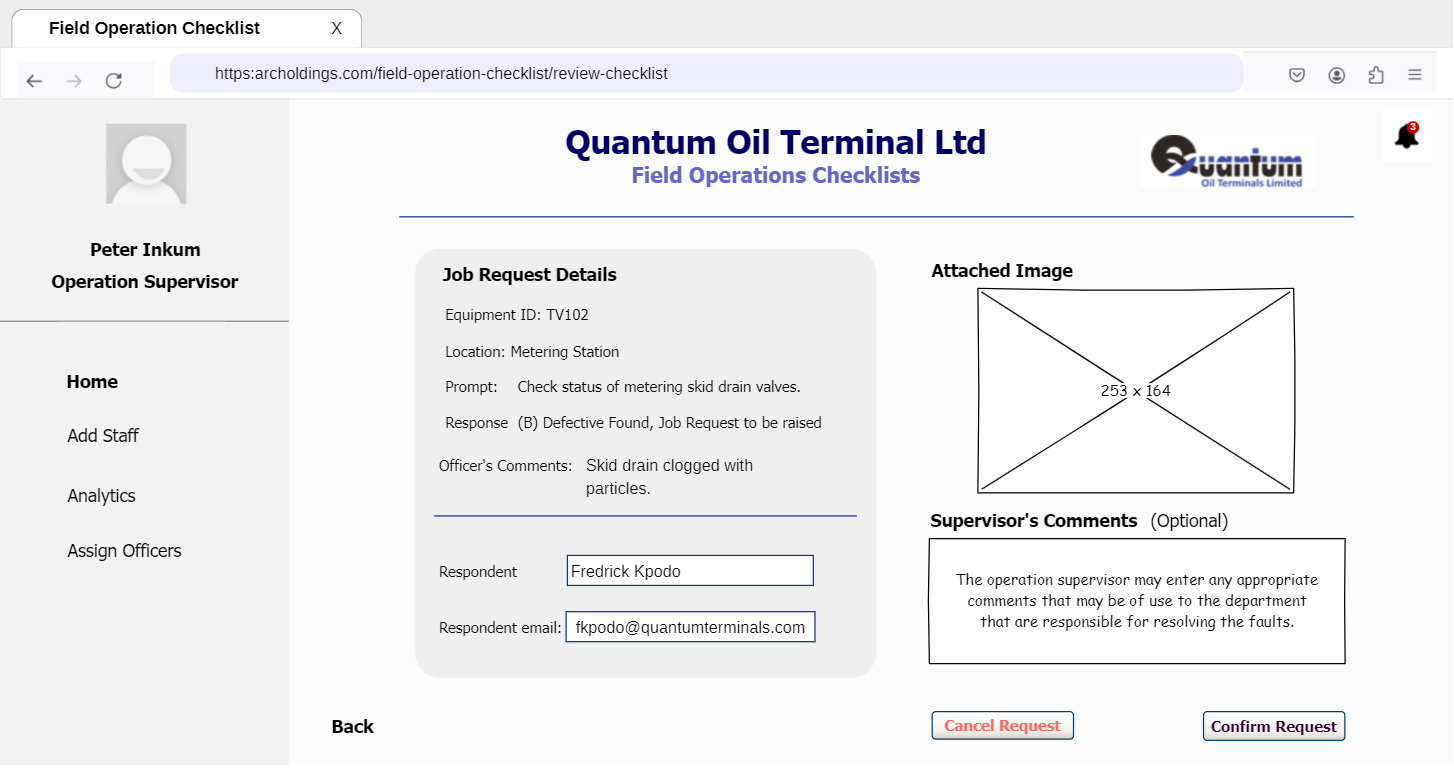 Field Operation Checklist X
https:archoldings.com/field-operation-checklist/review-checklist
Peter Inkum
Operation Supervisor
Home
Add Staff
Analytics
Assign Officers
Quantum Oil Terminal Ltd
Field Operations Checklists
Quantum
Oil Terminals Limited
3
Job Request Details
Equipment ID: TV102
Location: Metering Station
Prompt: Check status of metering skid drain valves.
Response (B) Defective Found, Job Request to be raised
Officer's Comments: Skid drain clogged with
particles.
Respondent Fredrick Kpodo
Respondent email: fkpodo@quantumterminals.com
Attached Image
253 x 164
Supervisor's Comments (Optional)
The operation supervisor may enter any appropriate
comments that may be of use to the department
that are responsible for resolving the faults.
Back
Cancel Request
Confirm Request